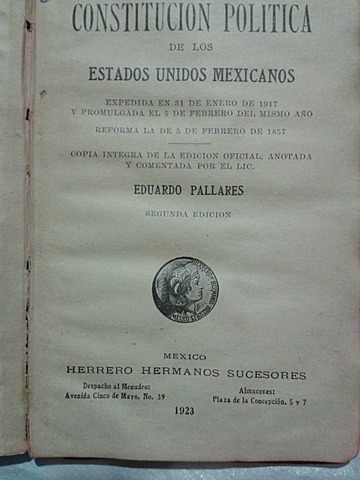 CONSTITUCION POLITICA
DE LOS
ESTADOS UNIDOS MEXICANOS
EXPEDIDA EN 31 DE ENERO DE 1917
Y PROMULGADA EL 5 DE FEBRERO DEL MISMO AÑO
REFORMA LA DE 5 DE FEBRERO DE 1857
COPIA INTEGRA DE LA EDICION OFICIAL, ANOTADA
Y COMENTADA POR EL LIC.
EDUARDO PALLARES
SEGUNDA EDICION
MEXICO
HERRERO HERMANOS SUCESORES
Despacho al Menudeo:
Avenida Cinco de Mayo, No. 39
Almacenes:
Plaza de la Concepción, 5 y 7
1923